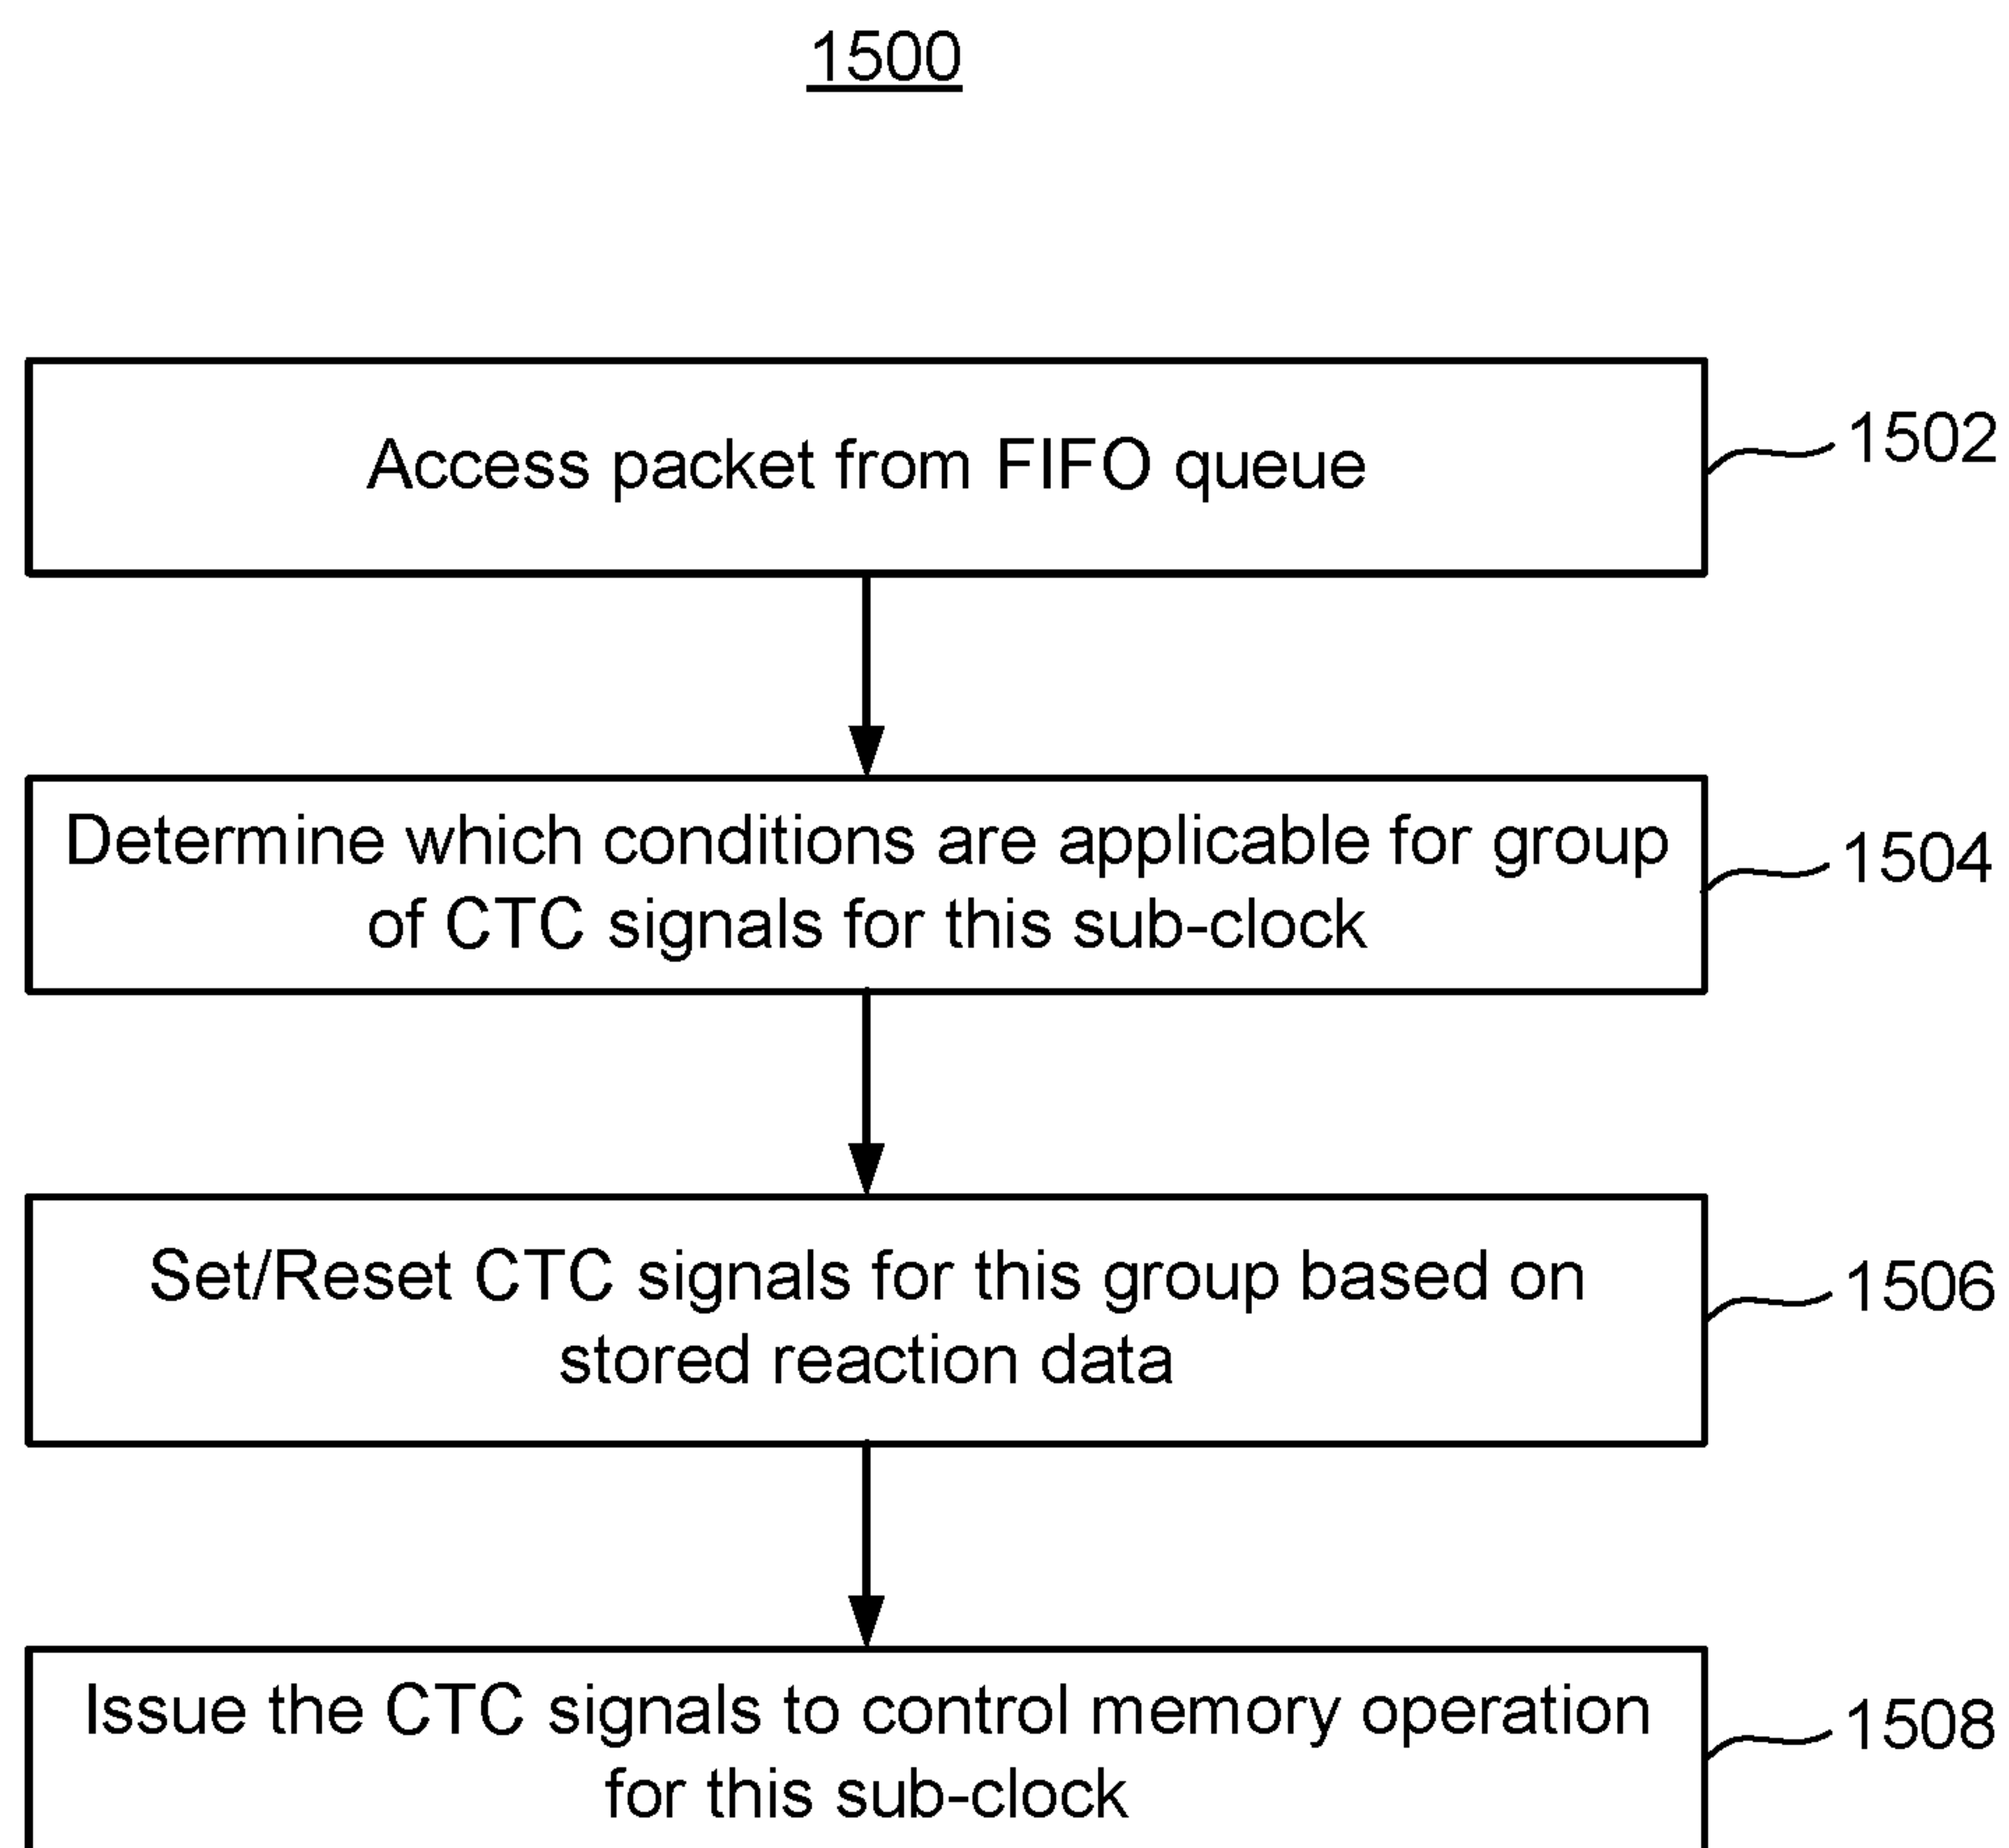 1500
Access packet from FIFO queue
1502
Determine which conditions are applicable for group
of CTC signals for this sub-clock
1504
Set/Reset CTC signals for this group based on
stored reaction data
1506
Issue the CTC signals to control memory operation
for this sub-clock
1508